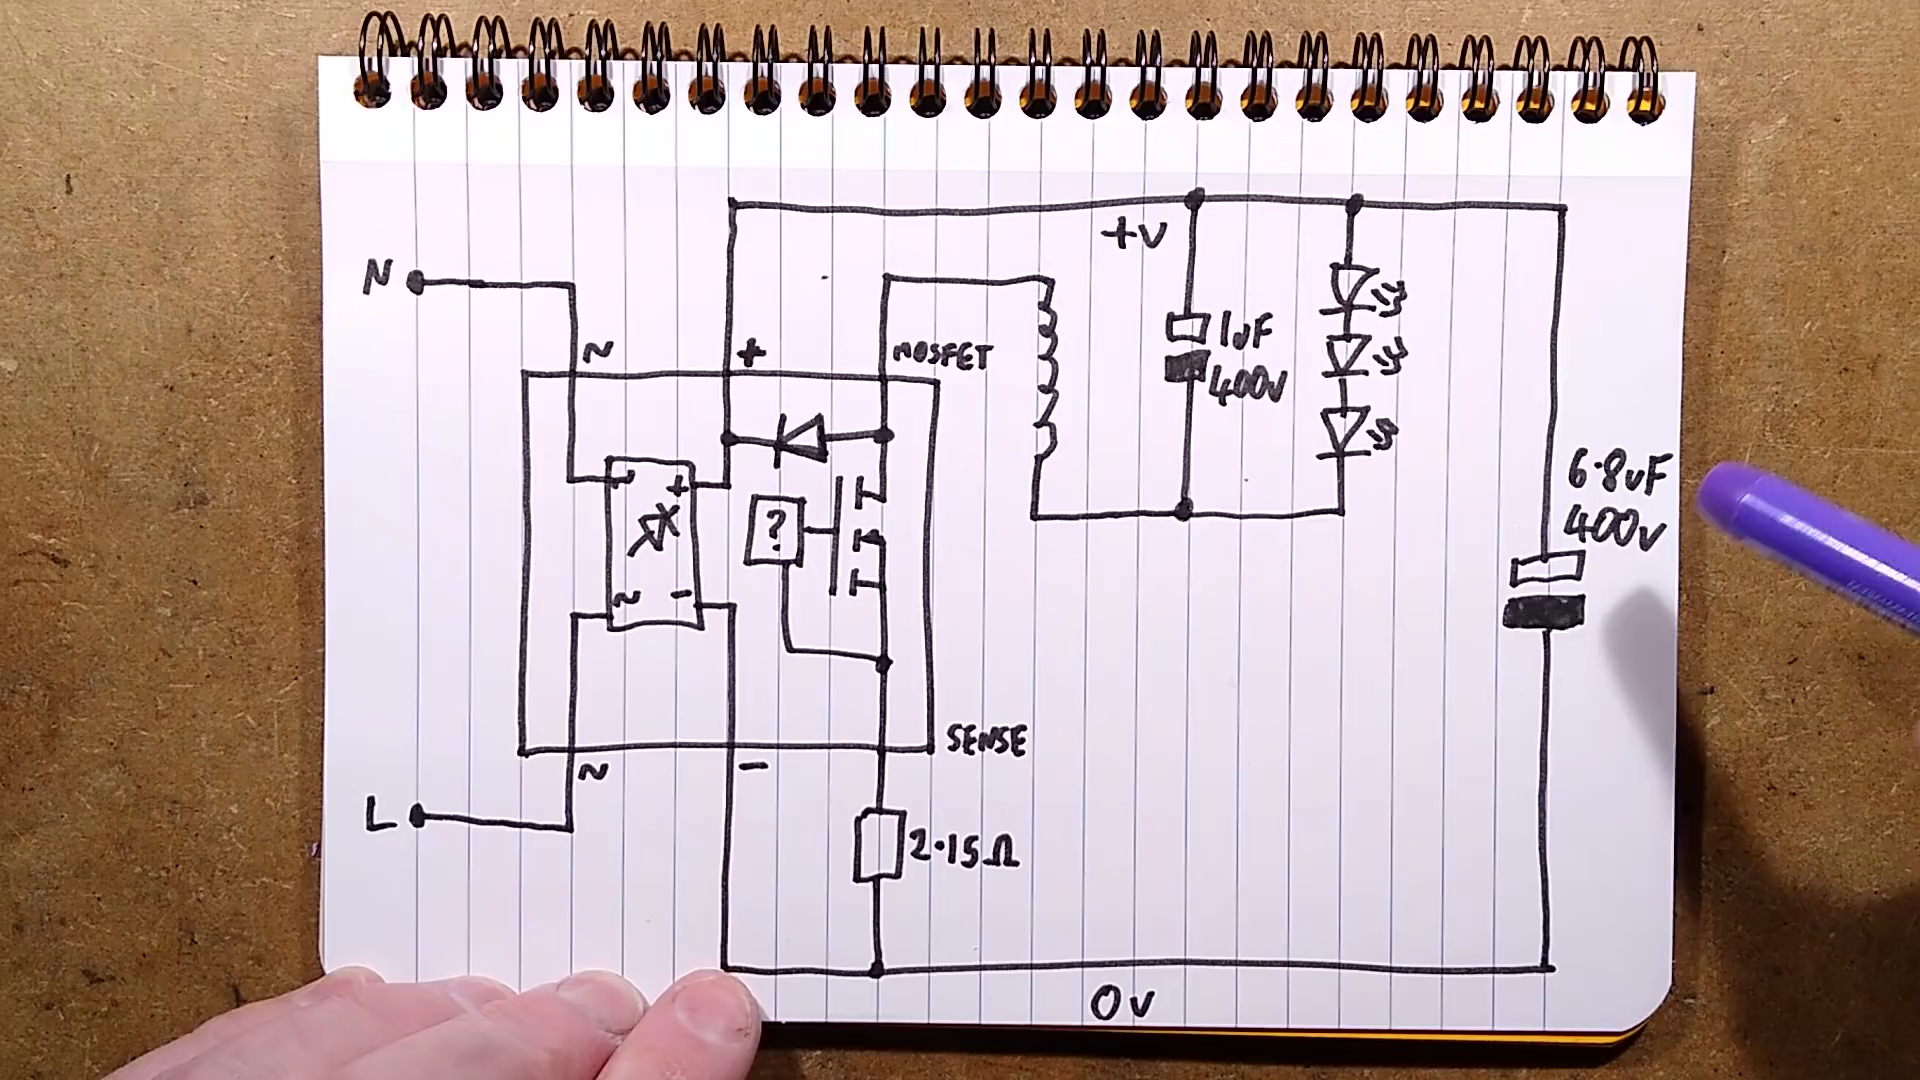 +V
N
~
+
MOSFET
1uF
400V
~ +
6.8uF
400V
?
~ -
SENSE
~
-
L
2.15Ω
0V